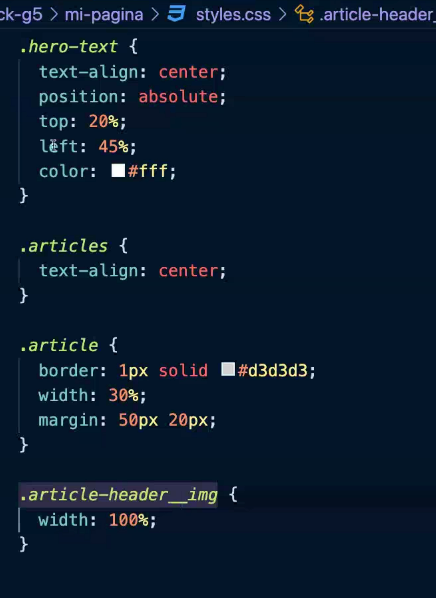 ck-g5 > mi-pagina > styles.css > .article-header_
.hero-text {
text-align: center;
position: absolute;
top: 20%;
left: 45%;
color: #fff;
}
.articles {
text-align: center;
}
.article {
border: 1px solid #d3d3d3;
width: 30%;
margin: 50px 20px;
}
.article-header__img {
width: 100%;
}